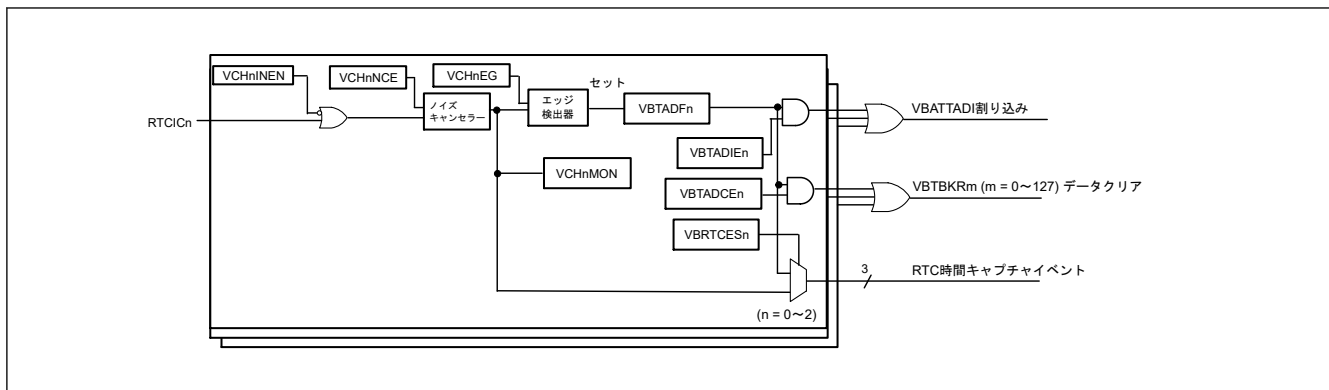 VCHnINEN
VCHnNCE
VCHnEG
セット
RTCICn
ノイズ
キャンセラー
エッジ
検出器
VBTADFn
VBATTADI割り込み
VBTADIEn
VCHnMON
VBTADCEn
VBTBKRm (m = 0～127) データクリア
VBRTCESn
3
RTC時間キャプチャイベント
(n = 0～2)